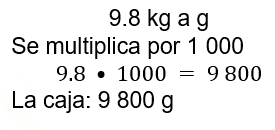 9.8 kg a g
Se multiplica por 1 000
9.8 • 1000 = 9 800
La caja: 9 800 g